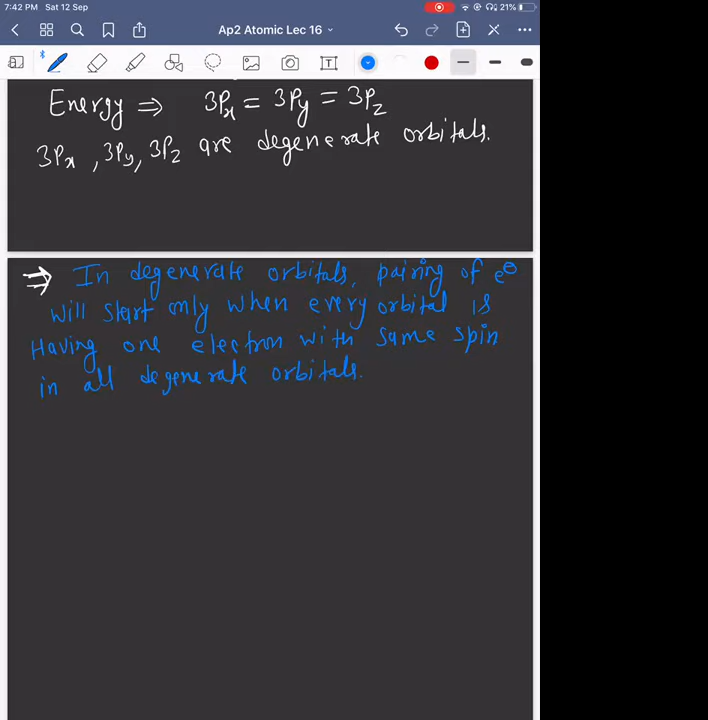 7:42 PM Sat 12 Sep
21%
Ap2 Atomic Lec 16
T
Energy ⇒ 3Px = 3Py = 3Pz
3Px , 3Py, 3Pz are degenerate orbitals.
⇒ In degenerate orbitals, pairing of e⊖
will start only when every orbital is
Having one electron with same spin
in all degenerate orbitals.